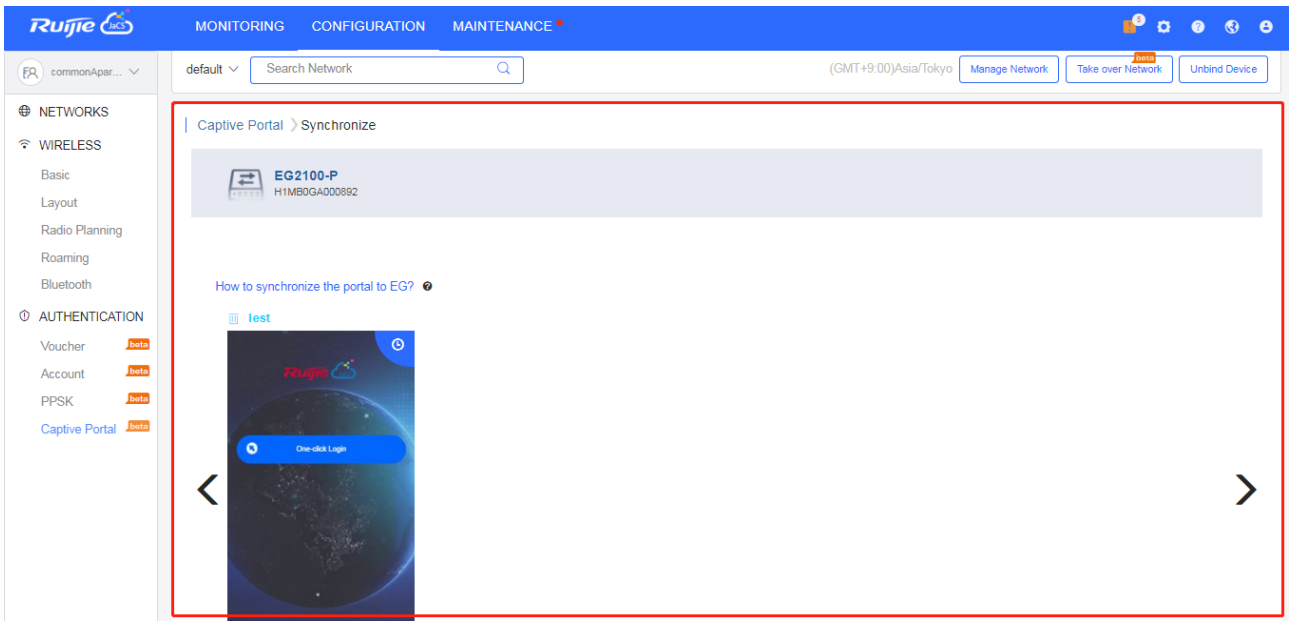 Ruijie JaCS MONITORING CONFIGURATION MAINTENANCE 5
commonApar...
default Search Network (GMT+9:00)Asia/Tokyo Manage Network beta Take over Network Unbind Device
NETWORKS
WIRELESS
Basic
Layout
Radio Planning
Roaming
Bluetooth
AUTHENTICATION
Voucher beta
Account beta
PPSK beta
Captive Portal beta
Captive Portal > Synchronize
EG2100-P
H1MB0GA000892
How to synchronize the portal to EG?
test
Ruijie
One-click Login